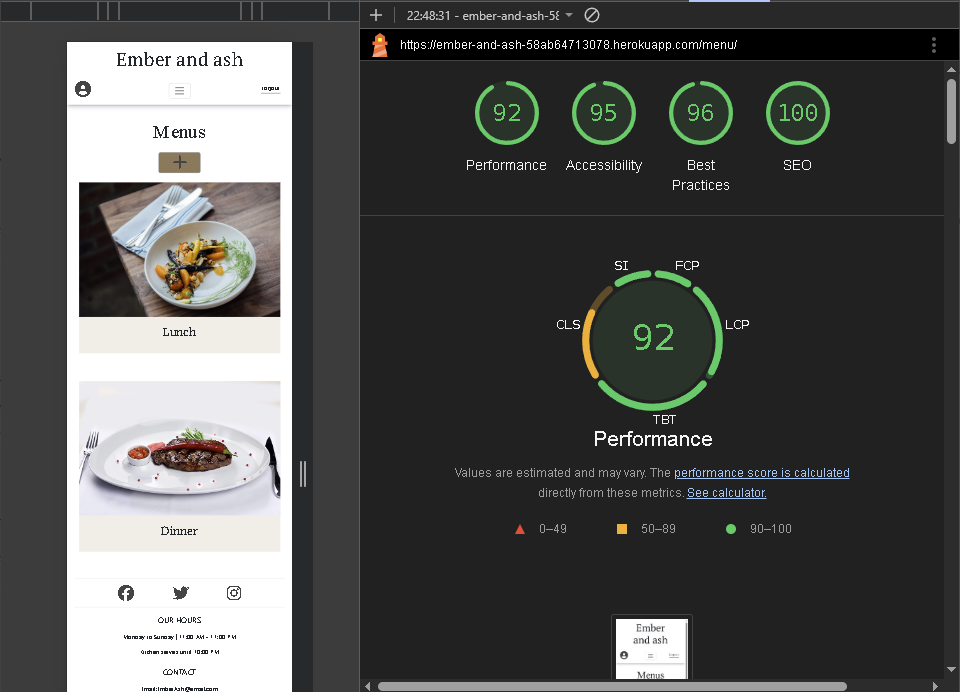 22:48:31 - ember-and-ash-58
https://ember-and-ash-58ab64713078.herokuapp.com/menu/
Ember and ash
Logout
Menus
Lunch
Dinner
OUR HOURS
Monday to Sunday | 11:00 AM - 11:00 PM
Kitchen serves until 10:00 PM
CONTACT
92
95
96
100
Performance
Accessibility
Best
Practices
SEO
SI
FCP
CLS
LCP
92
TBT
Performance
Values are estimated and may vary. The performance score is calculated
directly from these metrics. See calculator.
0–49
50–89
90–100
Ember
and ash
Menus